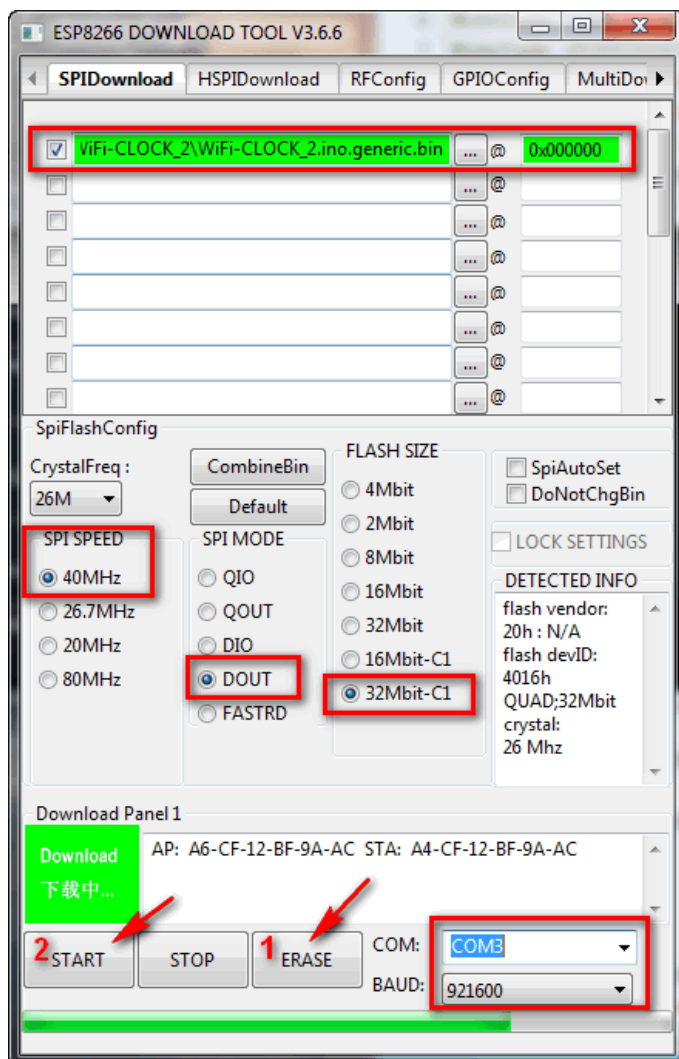 ESP8266 DOWNLOAD TOOL V3.6.6
SPIDownload HSPIDownload RFConfig GPIOConfig MultiDo
WiFi-CLOCK_2\WiFi-CLOCK_2.ino.generic.bin ... @ 0x000000
... @
... @
... @
... @
... @
... @
... @
SpiFlashConfig
CrystalFreq :
26M
CombineBin
Default
SPI SPEED
40MHz
26.7MHz
20MHz
80MHz
SPI MODE
QIO
QOUT
DIO
DOUT
FASTRD
FLASH SIZE
4Mbit
2Mbit
8Mbit
16Mbit
32Mbit
16Mbit-C1
32Mbit-C1
SpiAutoSet
DoNotChgBin
LOCK SETTINGS
DETECTED INFO
flash vendor:
20h : N/A
flash devID:
4016h
QUAD;32Mbit
crystal:
26 Mhz
Download Panel 1
Download
下载中...
AP: A6-CF-12-BF-9A-AC STA: A4-CF-12-BF-9A-AC
2 START
STOP
1 ERASE
COM: COM3
BAUD: 921600